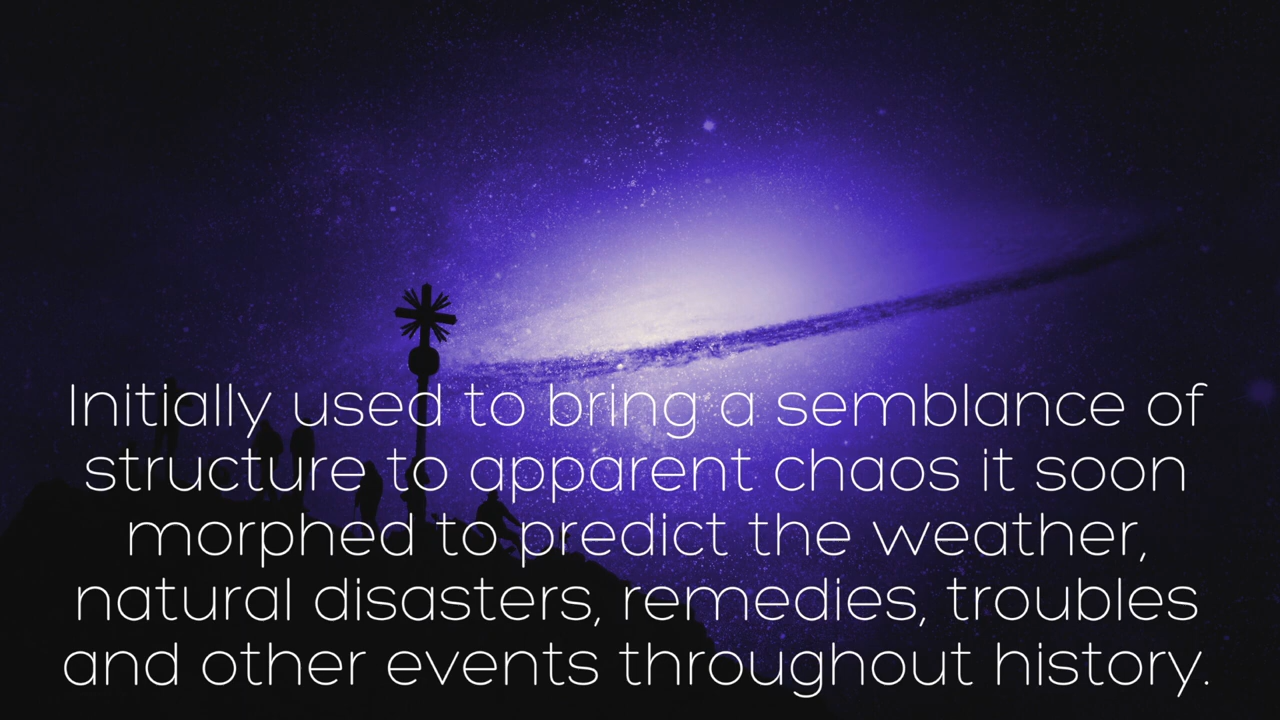 Initially used to bring a semblance of
structure to apparent chaos it soon
morphed to predict the weather,
natural disasters, remedies, troubles
and other events throughout history.